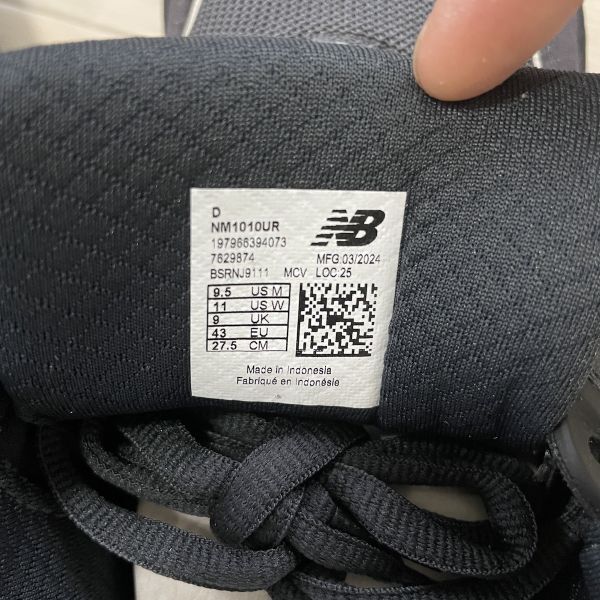 D
NM1010UR
NB
197966394073
7629874 MFG:03/2024
BSRNJ9111 MCV LOC:25
9.5 US M
11 US W
9 UK
43 EU
27.5 CM
Made in Indonesia
Fabriqué en Indonésie